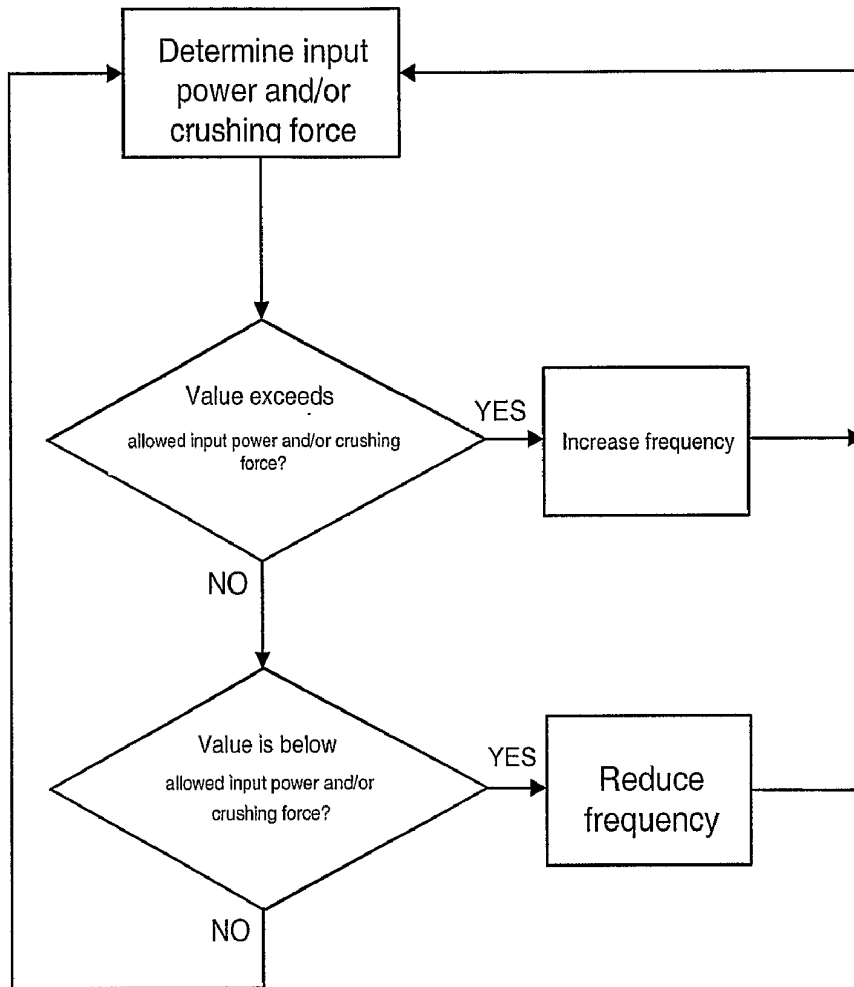 Determine input
power and/or
crushing force
Value exceeds
allowed input power and/or crushing
force?
YES
Increase frequency
NO
Value is below
allowed input power and/or
crushing force?
YES
Reduce
frequency
NO